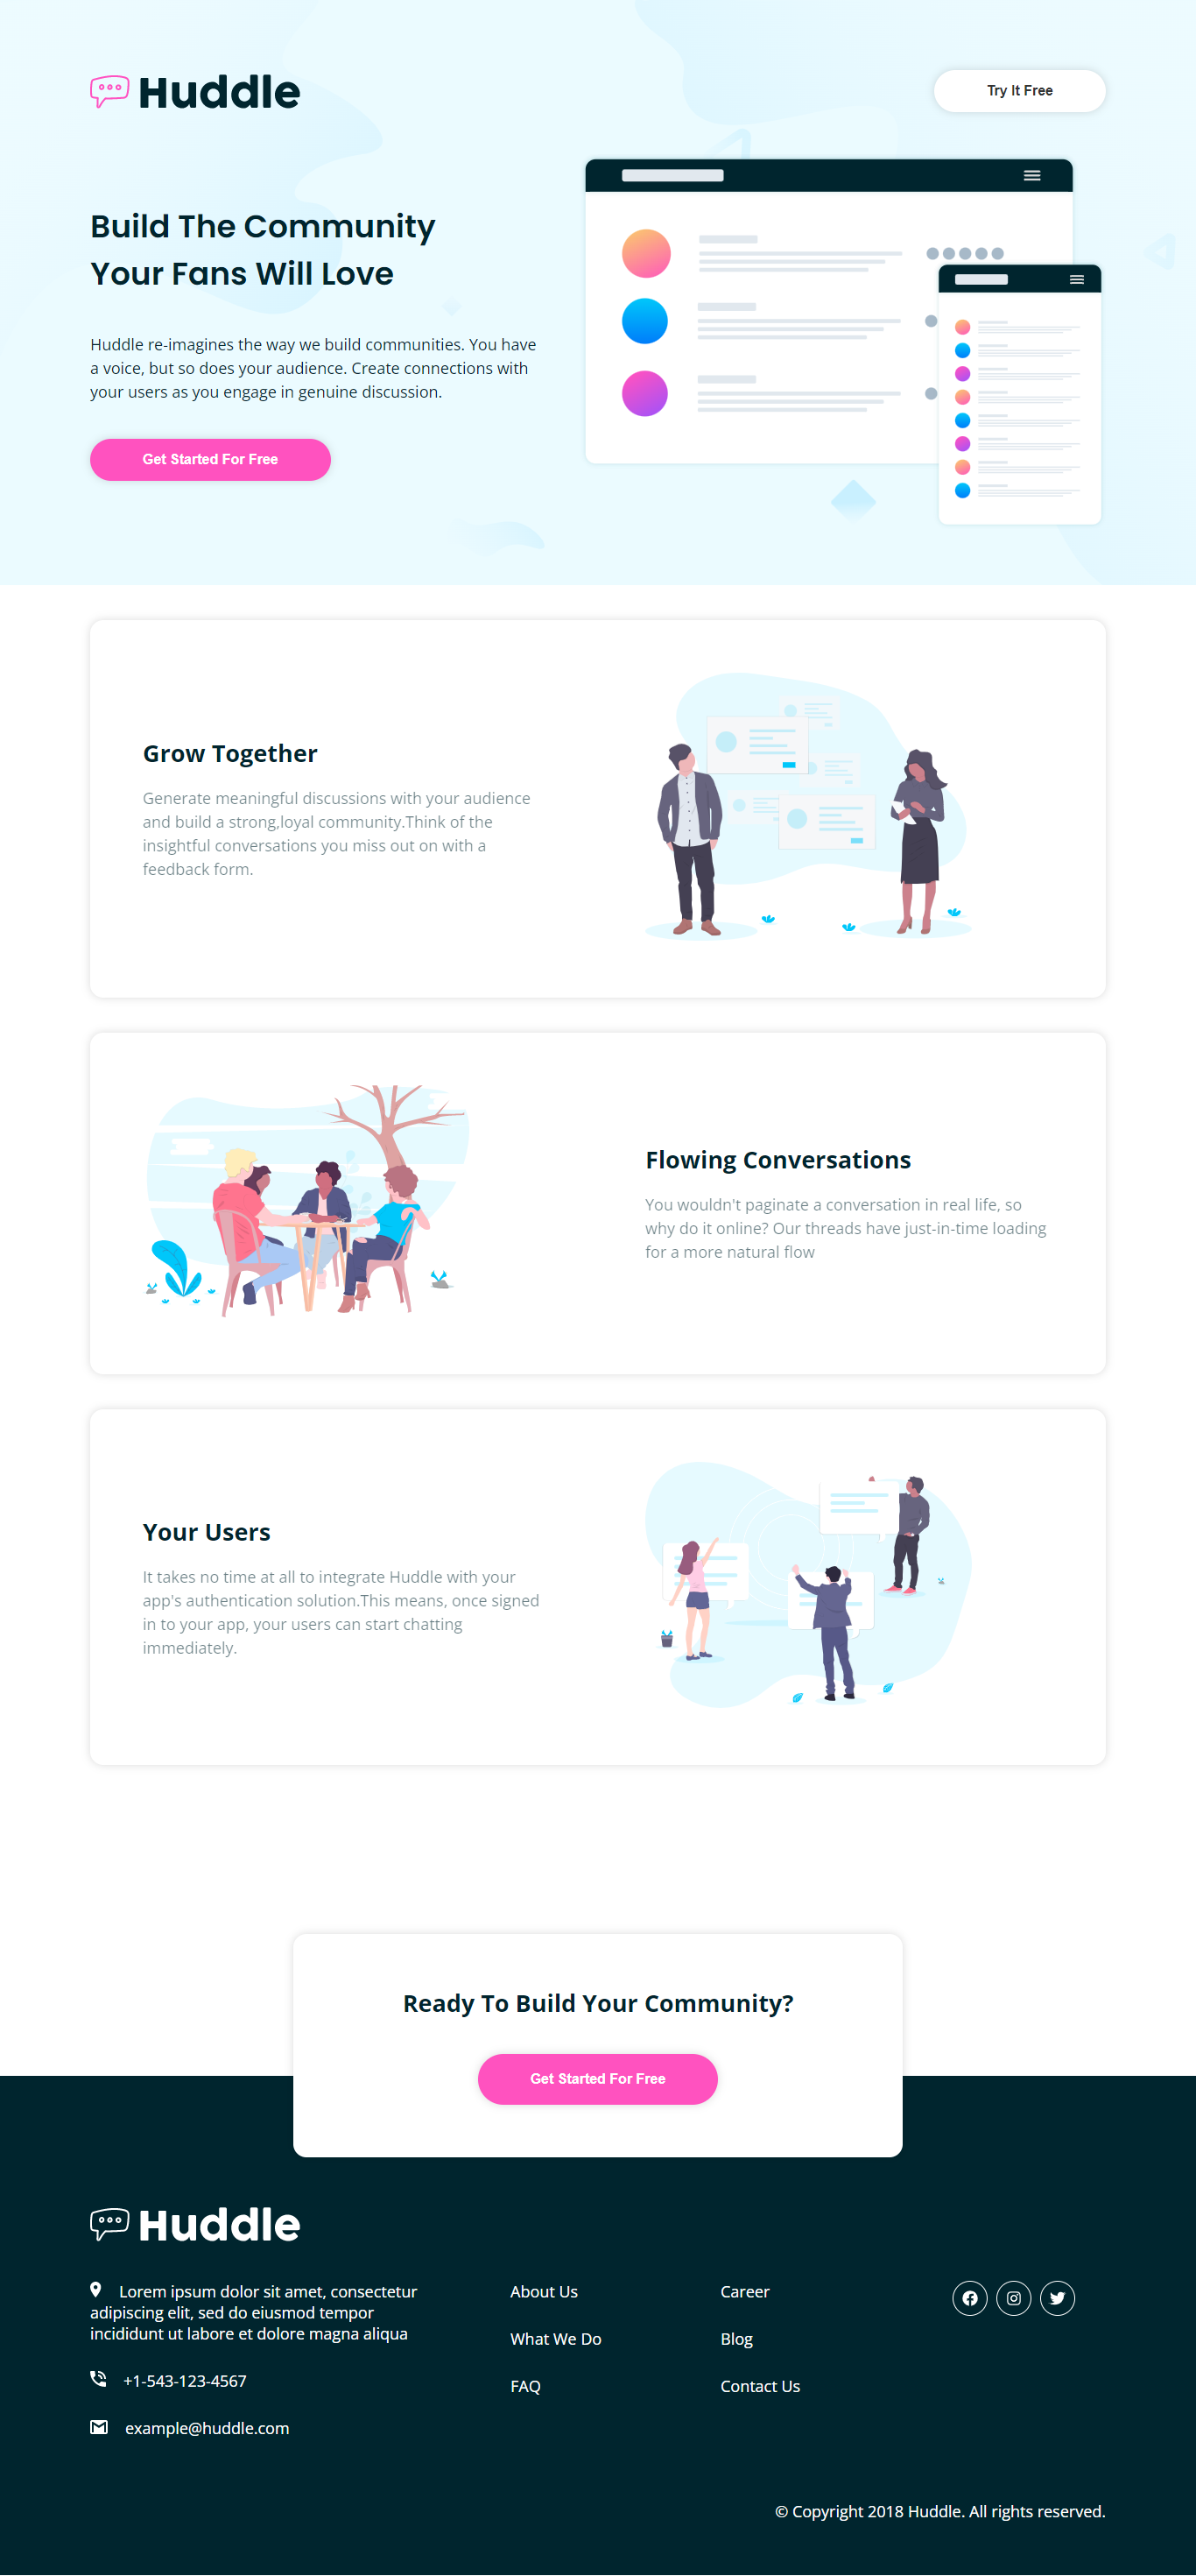 Huddle
Try It Free
Build The Community
Your Fans Will Love
Huddle re-imagines the way we build communities. You have
a voice, but so does your audience. Create connections with
your users as you engage in genuine discussion.
Get Started For Free
Grow Together
Generate meaningful discussions with your audience
and build a strong,loyal community.Think of the
insightful conversations you miss out on with a
feedback form.
Flowing Conversations
You wouldn't paginate a conversation in real life, so
why do it online? Our threads have just-in-time loading
for a more natural flow
Your Users
It takes no time at all to integrate Huddle with your
app's authentication solution.This means, once signed
in to your app, your users can start chatting
immediately.
Ready To Build Your Community?
Get Started For Free
Huddle
Lorem ipsum dolor sit amet, consectetur
adipiscing elit, sed do eiusmod tempor
incididunt ut labore et dolore magna aliqua
+1-543-123-4567
example@huddle.com
About Us
What We Do
FAQ
Career
Blog
Contact Us
© Copyright 2018 Huddle. All rights reserved.